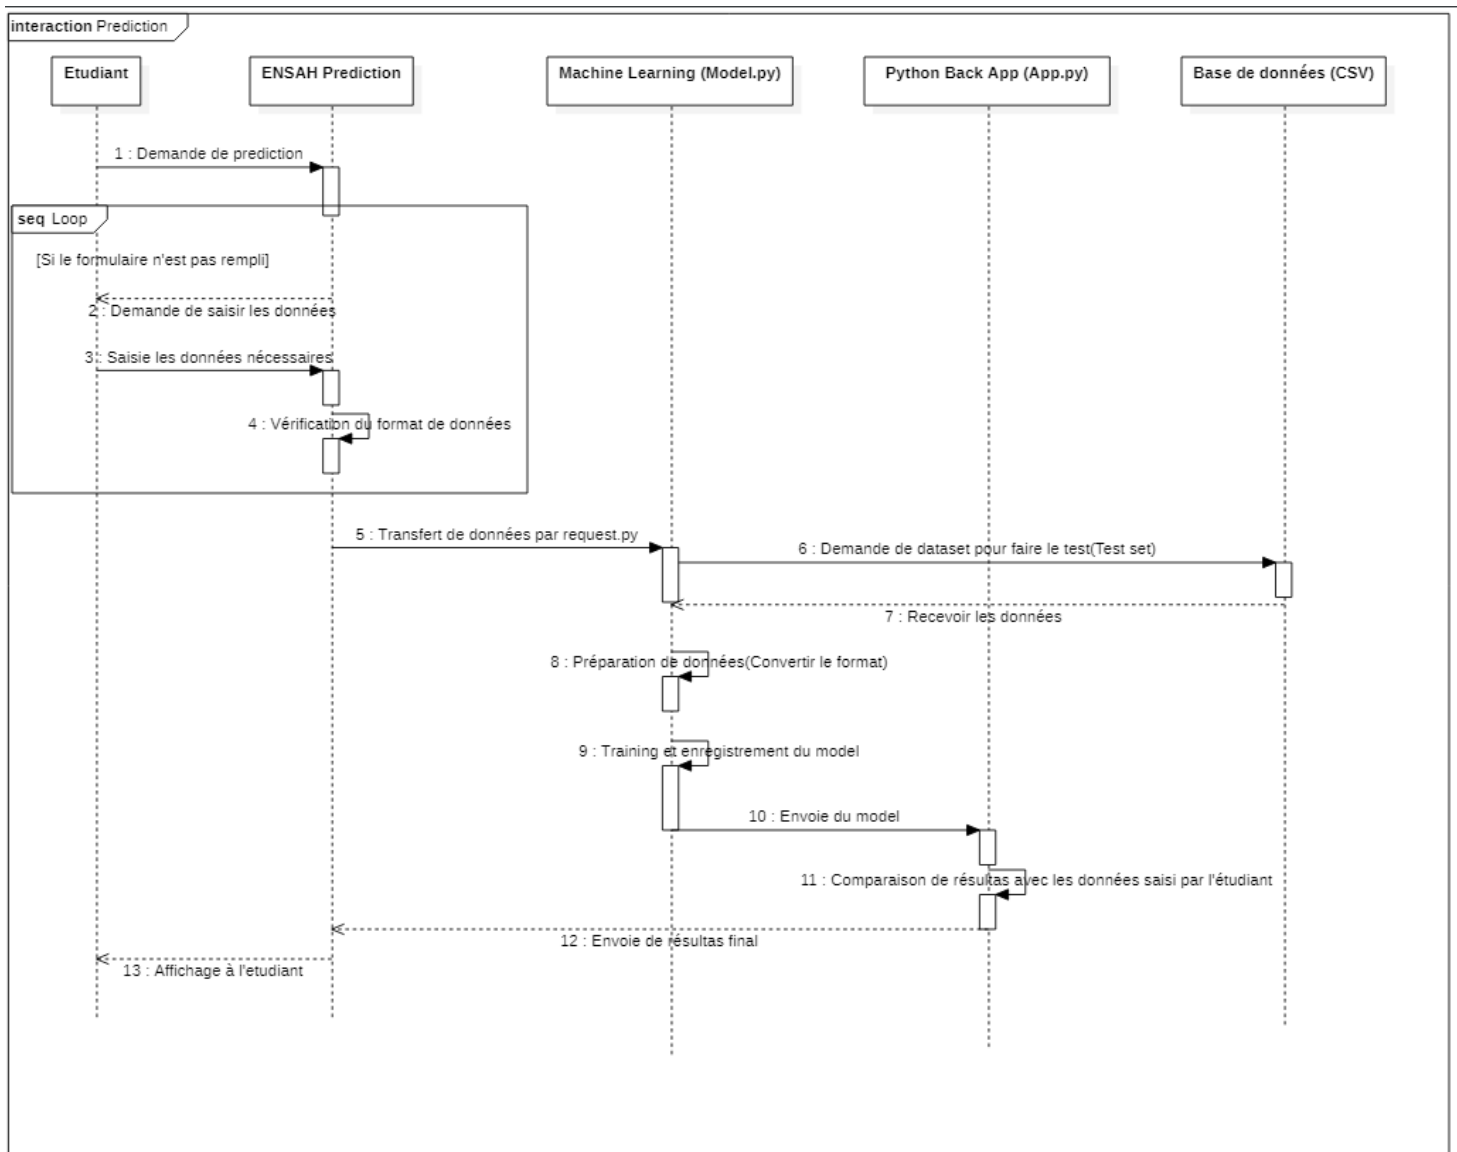 interaction Prediction
Etudiant
ENSAH Prediction
Machine Learning (Model.py)
Python Back App (App.py)
Base de données (CSV)
1 : Demande de prediction
seq Loop
[Si le formulaire n'est pas rempli]
2 : Demande de saisir les données
3 : Saisie les données nécessaires
4 : Vérification du format de données
5 : Transfert de données par request.py
6 : Demande de dataset pour faire le test(Test set)
7 : Recevoir les données
8 : Préparation de données(Convertir le format)
9 : Training et enregistrement du model
10 : Envoie du model
11 : Comparaison de résultas avec les données saisi par l'étudiant
12 : Envoie de résultas final
13 : Affichage à l'etudiant